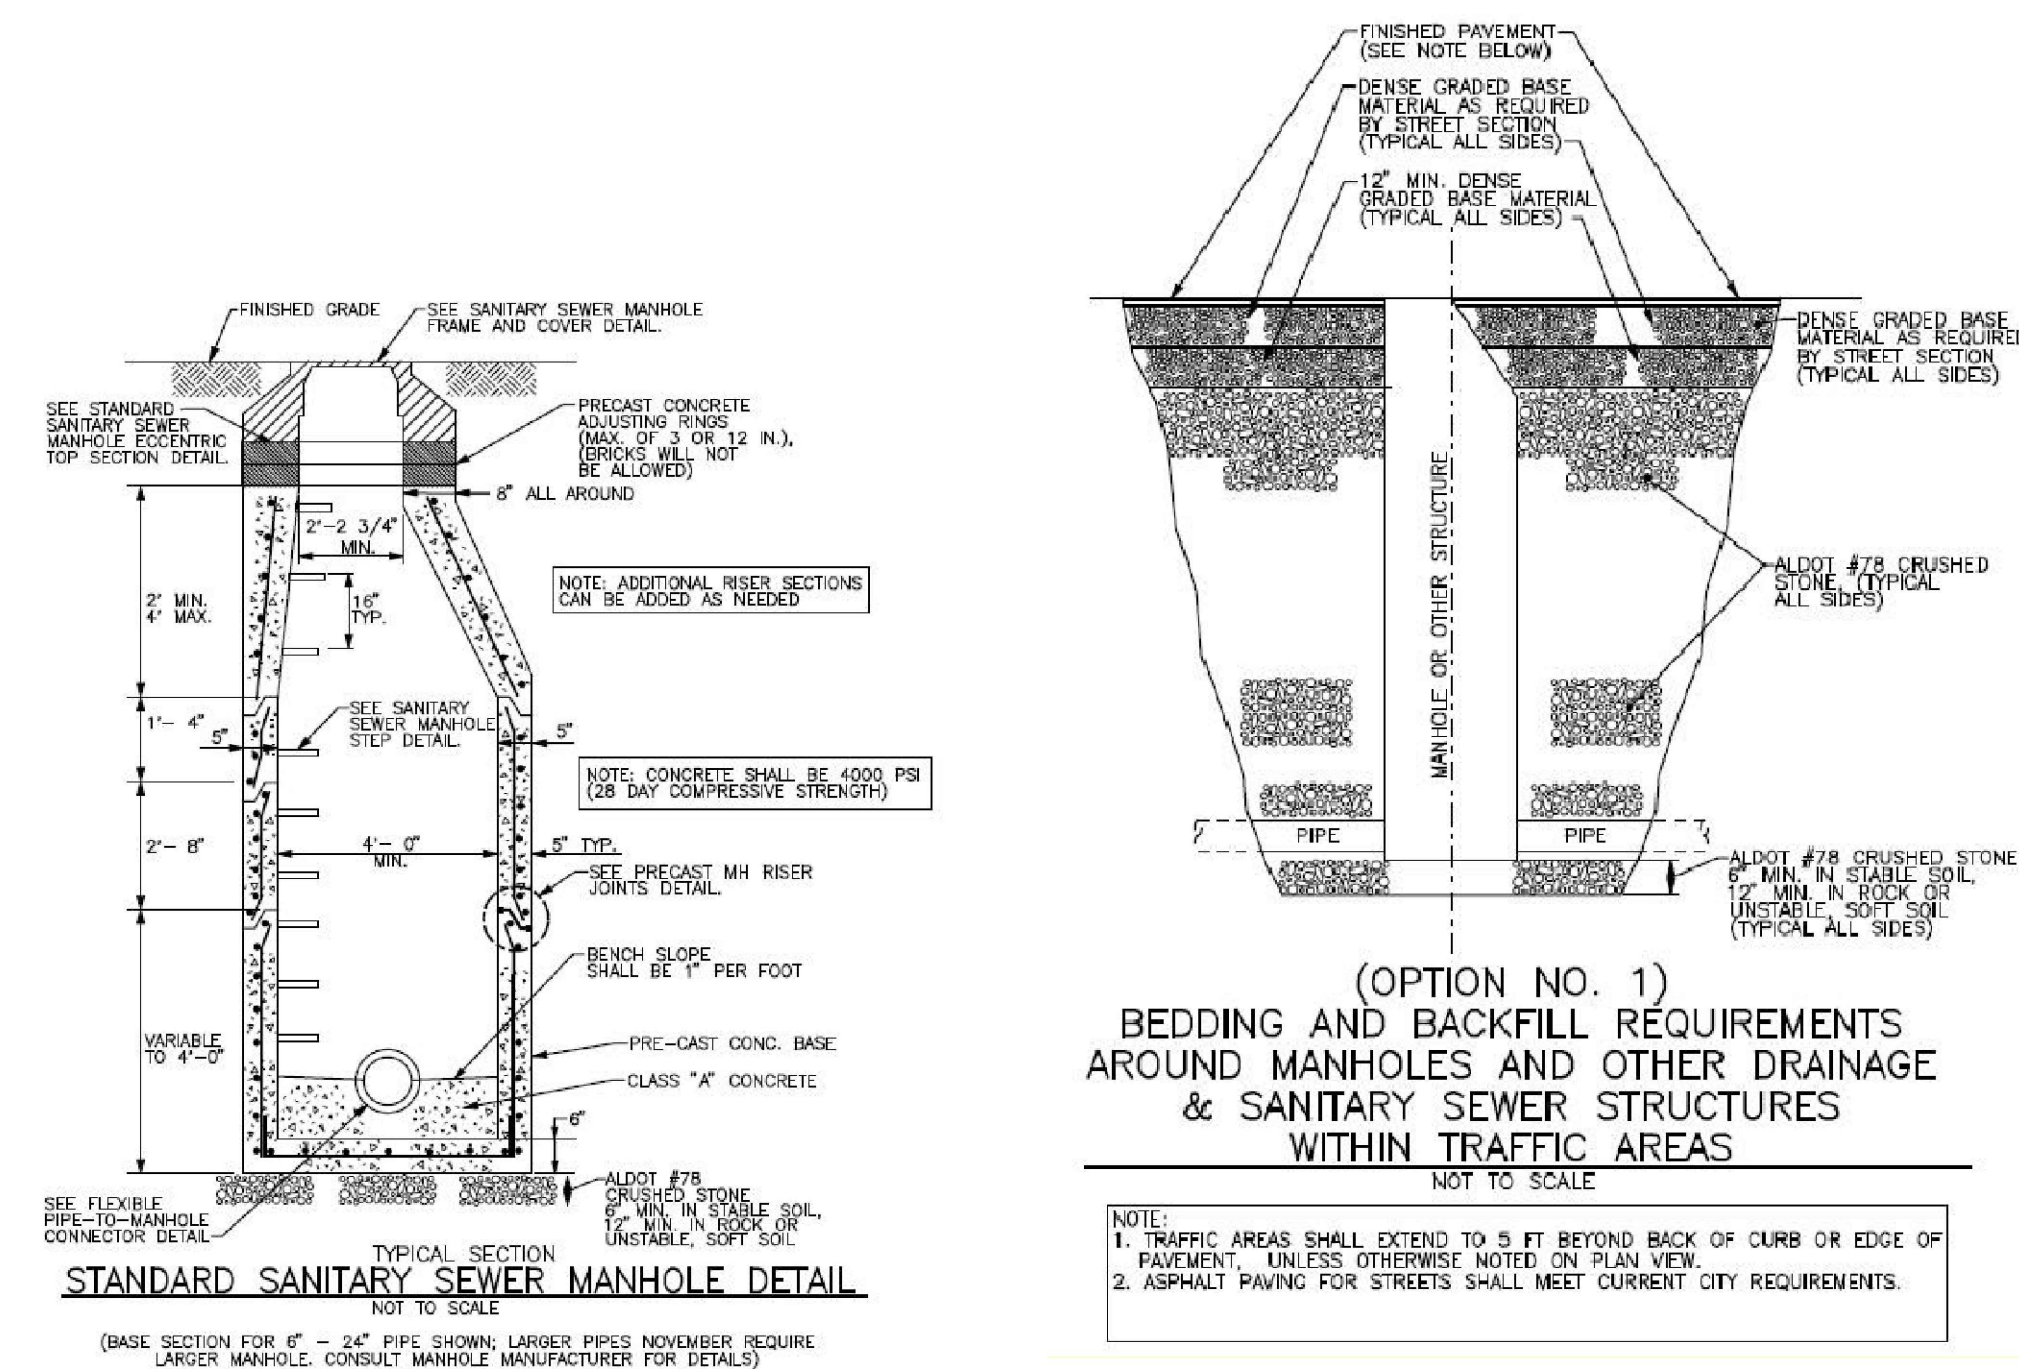 FINISHED GRADE
SEE SANITARY SEWER MANHOLE
FRAME AND COVER DETAIL.
SEE STANDARD
SANITARY SEWER
MANHOLE ECCENTRIC
TOP SECTION DETAIL.
PRECAST CONCRETE
ADJUSTING RINGS
(MAX. OF 3 OR 12 IN.),
(BRICKS WILL NOT
BE ALLOWED)
8" ALL AROUND
2'-2 3/4"
MIN.
NOTE: ADDITIONAL RISER SECTIONS
CAN BE ADDED AS NEEDED
2' MIN.
4' MAX.
16"
TYP.
1'- 4"
5"
SEE SANITARY
SEWER MANHOLE
STEP DETAIL.
5"
NOTE: CONCRETE SHALL BE 4000 PSI
(28 DAY COMPRESSIVE STRENGTH)
2'- 8"
4'- 0"
MIN.
5" TYP.
SEE PRECAST MH RISER
JOINTS DETAIL.
BENCH SLOPE
SHALL BE 1" PER FOOT
VARIABLE
TO 4'-0"
PRE-CAST CONC. BASE
CLASS "A" CONCRETE
6"
SEE FLEXIBLE
PIPE-TO-MANHOLE
CONNECTOR DETAIL
ALDOT #78
CRUSHED STONE
6" MIN. IN STABLE SOIL,
12" MIN. IN ROCK OR
UNSTABLE, SOFT SOIL
TYPICAL SECTION
STANDARD SANITARY SEWER MANHOLE DETAIL
NOT TO SCALE
(BASE SECTION FOR 6" - 24" PIPE SHOWN; LARGER PIPES NOVEMBER REQUIRE
LARGER MANHOLE. CONSULT MANHOLE MANUFACTURER FOR DETAILS)
FINISHED PAVEMENT
(SEE NOTE BELOW)
DENSE GRADED BASE
MATERIAL AS REQUIRED
BY STREET SECTION
(TYPICAL ALL SIDES)
12" MIN. DENSE
GRADED BASE MATERIAL
(TYPICAL ALL SIDES)
DENSE GRADED BASE
MATERIAL AS REQUIRE
BY STREET SECTION
(TYPICAL ALL SIDES)
MANHOLE OR OTHER STRUCTURE
ALDOT #78 CRUSHED
STONE, (TYPICAL
ALL SIDES)
PIPE
PIPE
ALDOT #78 CRUSHED STONE
6" MIN. IN STABLE SOIL,
12" MIN. IN ROCK OR
UNSTABLE, SOFT SOIL
(TYPICAL ALL SIDES)
(OPTION NO. 1)
BEDDING AND BACKFILL REQUIREMENTS
AROUND MANHOLES AND OTHER DRAINAGE
& SANITARY SEWER STRUCTURES
WITHIN TRAFFIC AREAS
NOT TO SCALE
NOTE:
1. TRAFFIC AREAS SHALL EXTEND TO 5 FT BEYOND BACK OF CURB OR EDGE OF
PAVEMENT, UNLESS OTHERWISE NOTED ON PLAN VIEW.
2. ASPHALT PAVING FOR STREETS SHALL MEET CURRENT CITY REQUIREMENTS.